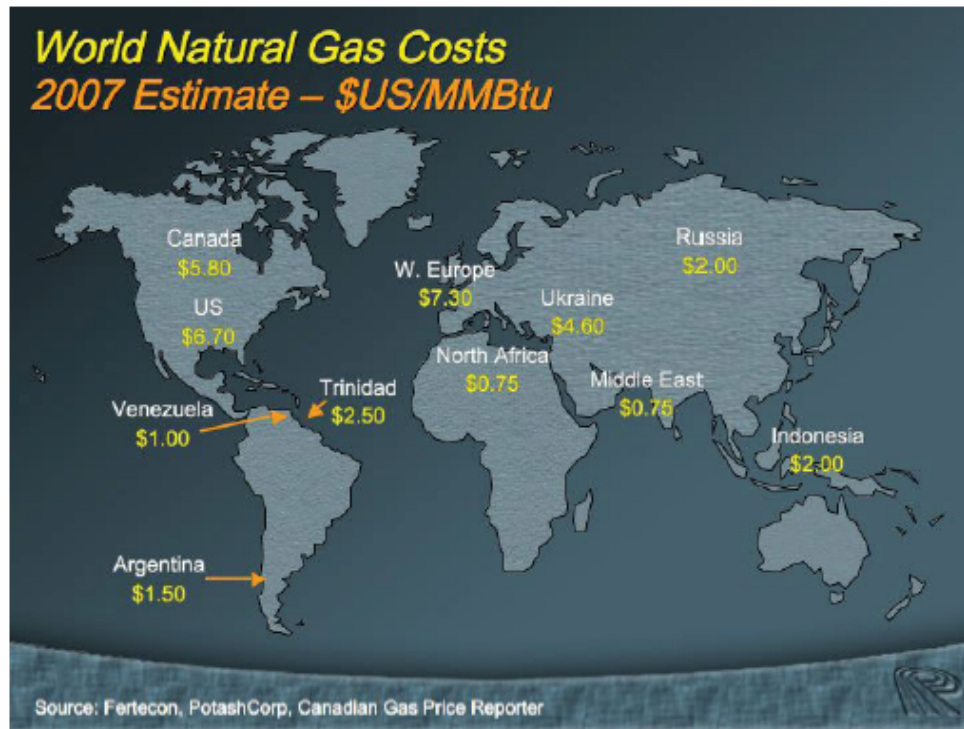 World Natural Gas Costs
2007 Estimate – $US/MMBtu
Canada
$5.80
US
$6.70
W. Europe
$7.30
Russia
$2.00
Ukraine
$4.60
North Africa
$0.75
Middle East
$0.75
Trinidad
$2.50
Venezuela
$1.00
Indonesia
$2.00
Argentina
$1.50
Source: Fertecon, PotashCorp, Canadian Gas Price Reporter